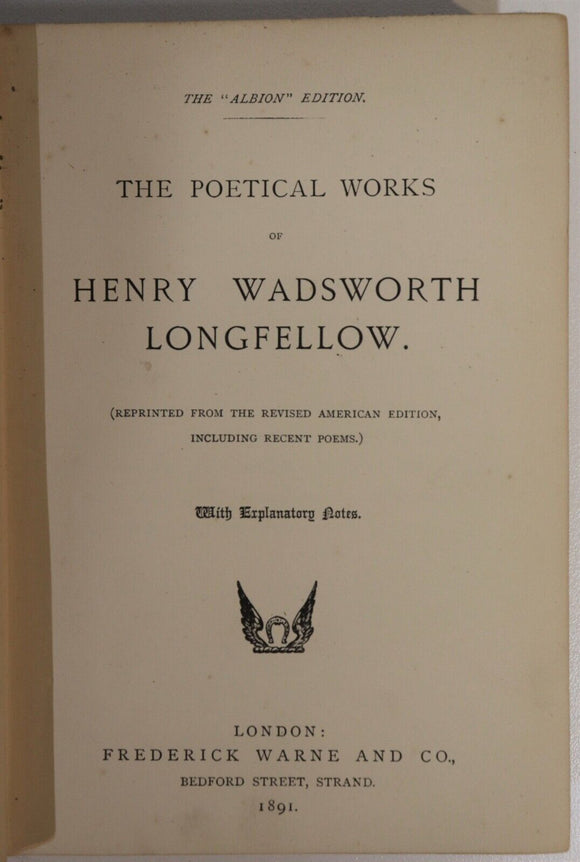 THE "ALBION" EDITION.
THE POETICAL WORKS
OF
HENRY WADSWORTH
LONGFELLOW.
(REPRINTED FROM THE REVISED AMERICAN EDITION,
INCLUDING RECENT POEMS.)
With Explanatory Notes.
LONDON:
FREDERICK WARNE AND CO.,
BEDFORD STREET, STRAND.
1891.